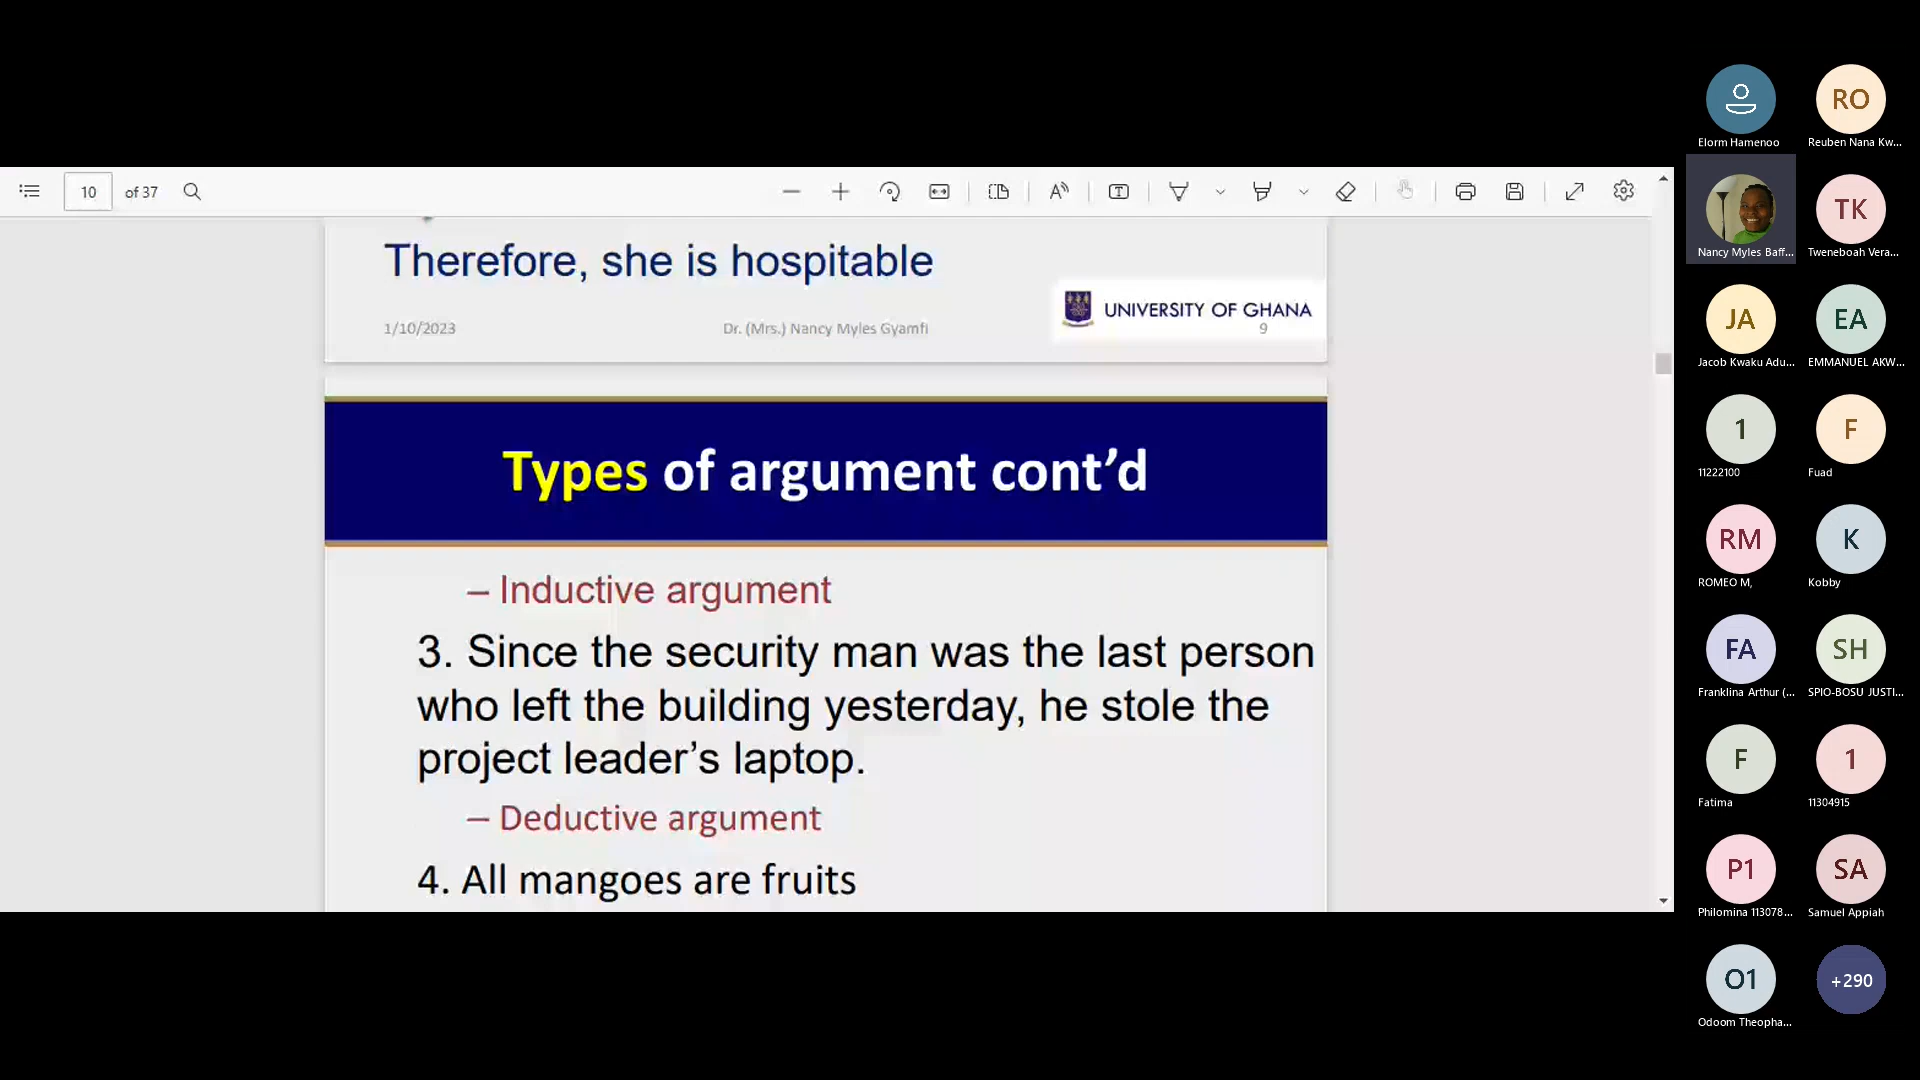 10 of 37
Therefore, she is hospitable
UNIVERSITY OF GHANA
1/10/2023 Dr. (Mrs.) Nancy Myles Gyamfi 9
Types of argument cont’d
– Inductive argument
3. Since the security man was the last person
who left the building yesterday, he stole the
project leader’s laptop.
– Deductive argument
4. All mangoes are fruits
RO
Elorm Hamenoo Reuben Nana Kw...
TK
Nancy Myles Baff... Tweneboah Vera...
JA EA
Jacob Kwaku Adu... EMMANUEL AKW...
1 F
11222100 Fuad
RM K
ROMEO M, Kobby
FA SH
Franklina Arthur (... SPIO-BOSU JUSTI...
F 1
Fatima 11304915
P1 SA
Philomina 113078... Samuel Appiah
O1 +290
Odoom Theopha...